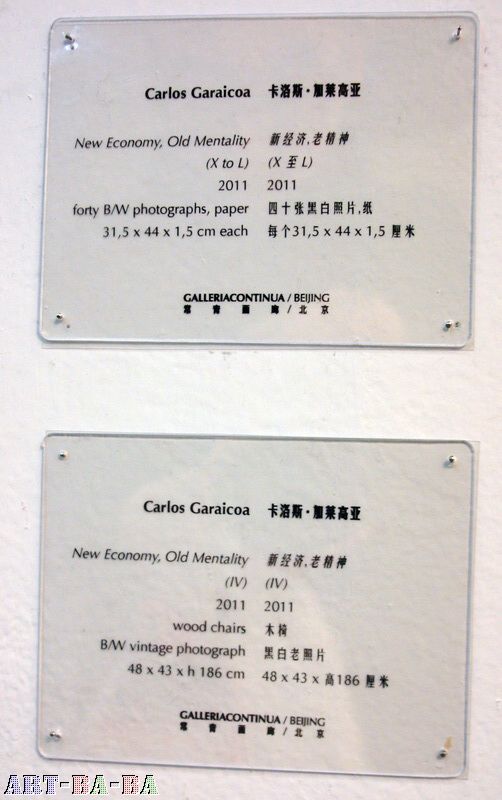 Carlos Garaicoa 卡洛斯·加莱高亚
New Economy, Old Mentality 新经济,老精神
(X to L) (X 至 L)
2011 2011
forty B/W photographs, paper 四十张黑白照片,纸
31,5 x 44 x 1,5 cm each 每个31,5 x 44 x 1,5 厘米
GALLERIACONTINUA / BEIJING
常青画廊 / 北京
Carlos Garaicoa 卡洛斯·加莱高亚
New Economy, Old Mentality 新经济,老精神
(IV) (IV)
2011 2011
wood chairs 木椅
B/W vintage photograph 黑白老照片
48 x 43 x h 186 cm 48 x 43 x 高186 厘米
GALLERIACONTINUA / BEIJING
常青画廊 / 北京
ART-BA-BA